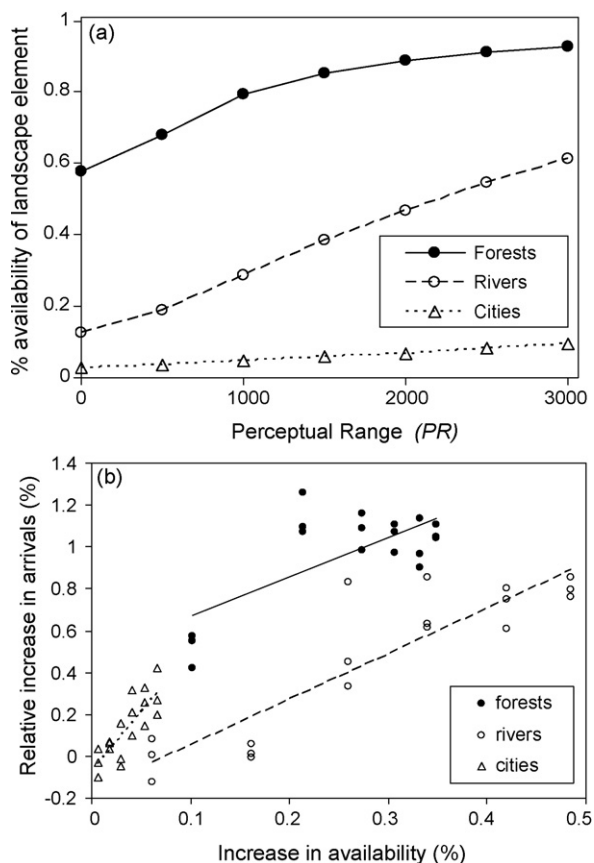 (a)
% availability of landscape element
1
0.8
0.6
0.4
0.2
0
Forests
Rivers
Cities
0 1000 2000 3000
Perceptual Range (PR)
(b)
Relative increase in arrivals (%)
1.4
1.2
1
0.8
0.6
0.4
0.2
0
-0.2
forests
rivers
cities
0 0.1 0.2 0.3 0.4 0.5
Increase in availability (%)